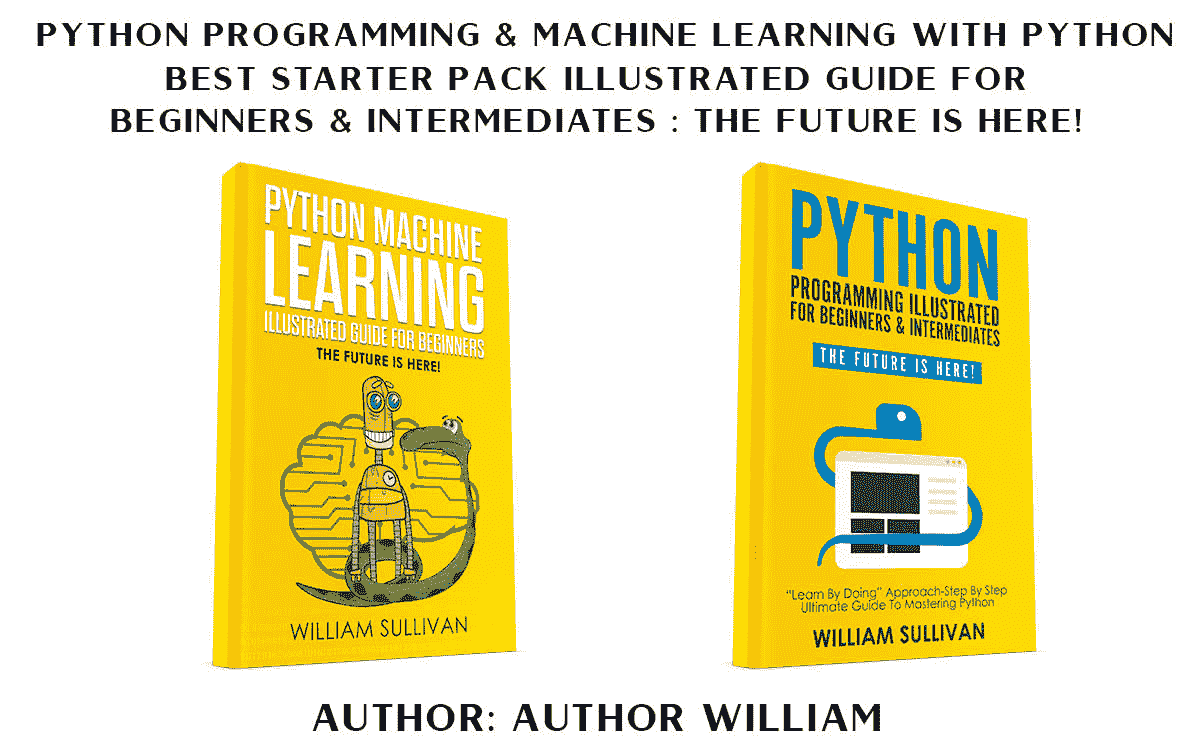 PYTHON PROGRAMMING & MACHINE LEARNING WITH PYTHON
BEST STARTER PACK ILLUSTRATED GUIDE FOR
BEGINNERS & INTERMEDIATES : THE FUTURE IS HERE!
PYTHON MACHINE
LEARNING
ILLUSTRATED GUIDE FOR BEGINNERS
THE FUTURE IS HERE!
WILLIAM SULLIVAN
PYTHON
PROGRAMMING ILLUSTRATED
FOR BEGINNERS & INTERMEDIATES
THE FUTURE IS HERE!
“Learn By Doing” Approach-Step By Step
Ultimate Guide To Mastering Python
WILLIAM SULLIVAN
AUTHOR: AUTHOR WILLIAM